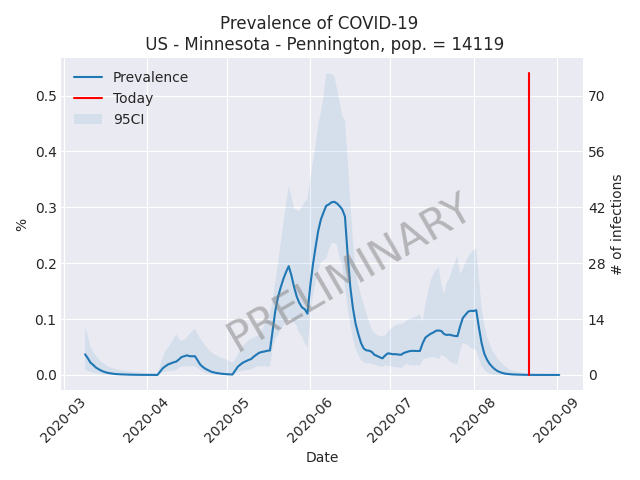 Prevalence of COVID-19
US - Minnesota - Pennington, pop. = 14119
Prevalence
Today
95CI
PRELIMINARY
%
0.5
0.4
0.3
0.2
0.1
0.0
70
56
42
28
14
0
# of infections
2020-03
2020-04
2020-05
2020-06
2020-07
2020-08
2020-09
Date